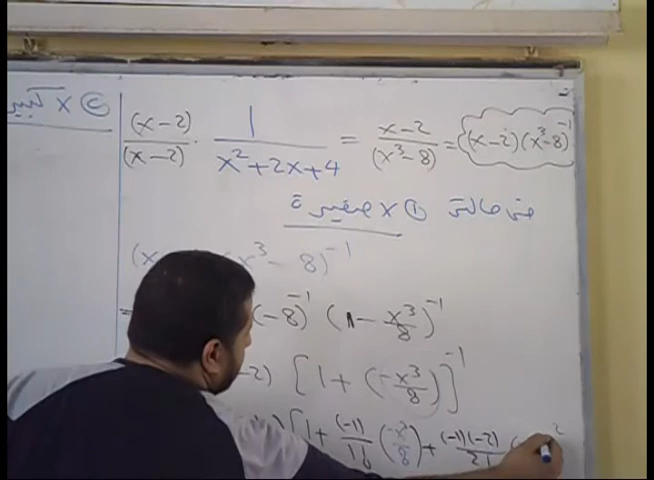 ② x كبير
(x-2)/(x-2) · 1/(x²+2x+4) = (x-2)/(x³-8) = (x-2)(x³-8)⁻¹
في حالة ① x صغيرة
(x x³ - 8)⁻¹
= (-8)⁻¹ (1 - x³/8)⁻¹
-2) [1 + (-x³/8)]⁻¹
) [1 + (-1)/1! (-x³/8) + (-1)(-2)/2! ( ²